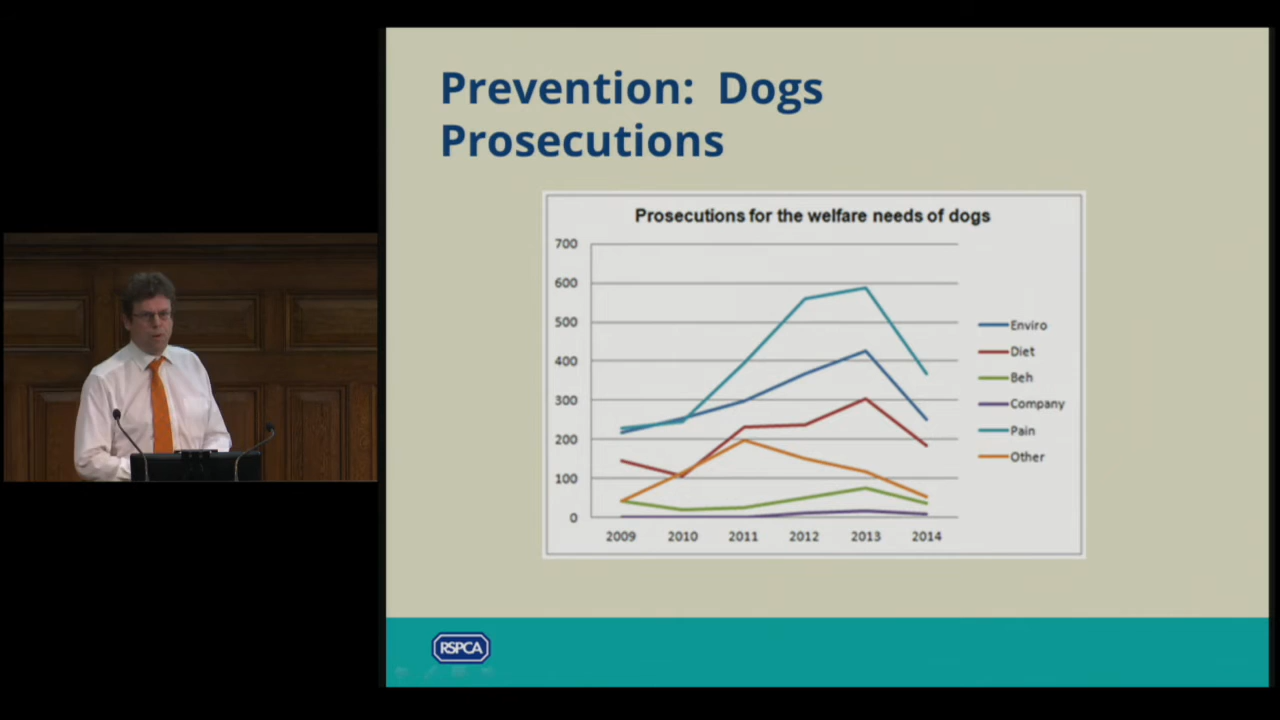 Prevention: Dogs
Prosecutions
Prosecutions for the welfare needs of dogs
700
600
500
400
300
200
100
0
2009 2010 2011 2012 2013 2014
Enviro
Diet
Beh
Company
Pain
Other
RSPCA